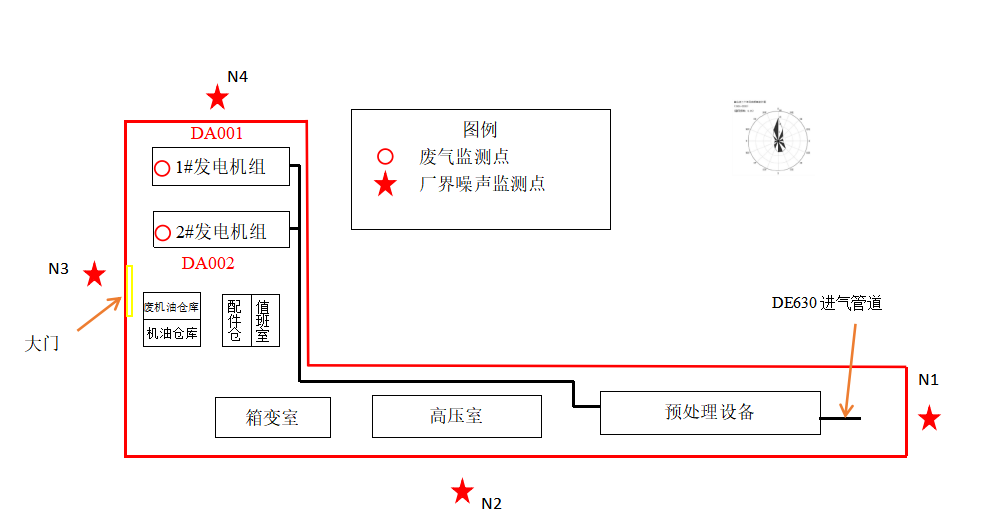 N4
DA001
1#发电机组
2#发电机组
DA002
图例
废气监测点
厂界噪声监测点
N3
大门
废机油仓库
机油仓库
配件仓
值班室
DE630 进气管道
N1
箱变室
高压室
预处理设备
N2